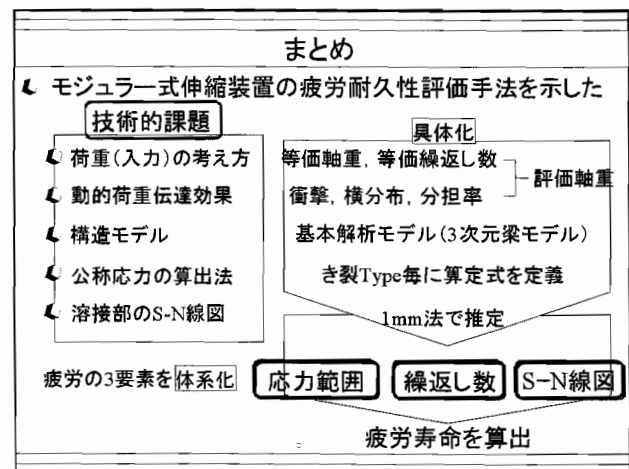 まとめ
モジュラー式伸縮装置の疲労耐久性評価手法を示した
技術的課題
荷重(入力)の考え方
動的荷重伝達効果
構造モデル
公称応力の算出法
溶接部のS-N線図
具体化
等価軸重, 等価繰返し数
衝撃, 横分布, 分担率
評価軸重
基本解析モデル(3次元梁モデル)
き裂Type毎に算定式を定義
1mm法で推定
疲労の3要素を体系化 応力範囲 繰返し数 S-N線図
疲労寿命を算出